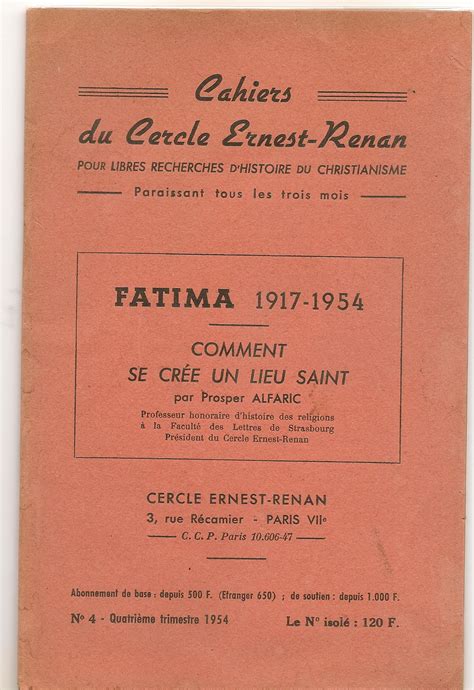 Cahiers
du Cercle Ernest-Renan
POUR LIBRES RECHERCHES D'HISTOIRE DU CHRISTIANISME
Paraissant tous les trois mois
FATIMA 1917-1954
COMMENT
SE CRÉE UN LIEU SAINT
par Prosper ALFARIC
Professeur honoraire d'histoire des religions
à la Faculté des Lettres de Strasbourg
Président du Cercle Ernest-Renan
CERCLE ERNEST-RENAN
3, rue Récamier - PARIS VIIe
C. C. P. Paris 10.606-47
Abonnement de base : depuis 500 F. (Etranger 650) ; de soutien : depuis 1.000 F.
No 4 - Quatrième trimestre 1954 Le No isolé : 120 F.